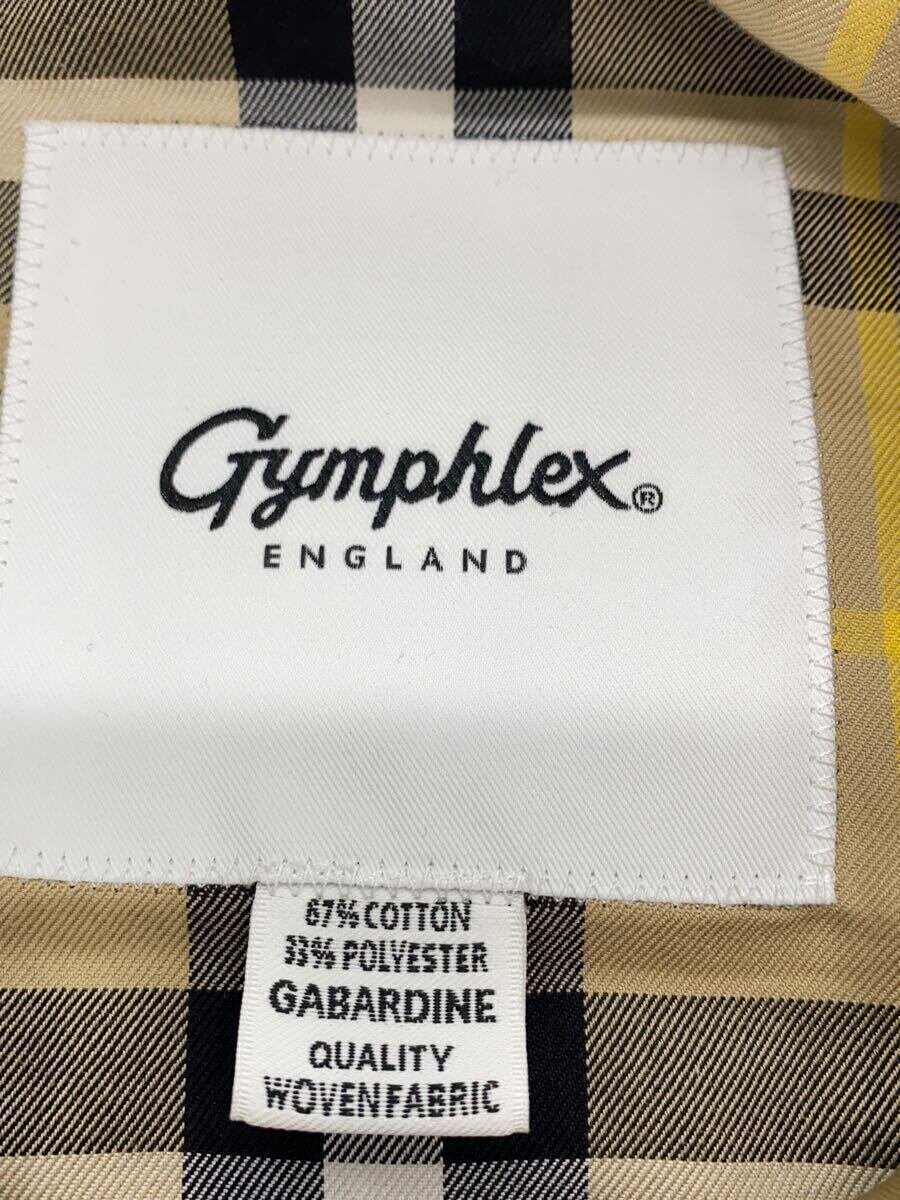 Gymphlex®
ENGLAND
67% COTTON
33% POLYESTER
GABARDINE
QUALITY
WOVEN FABRIC